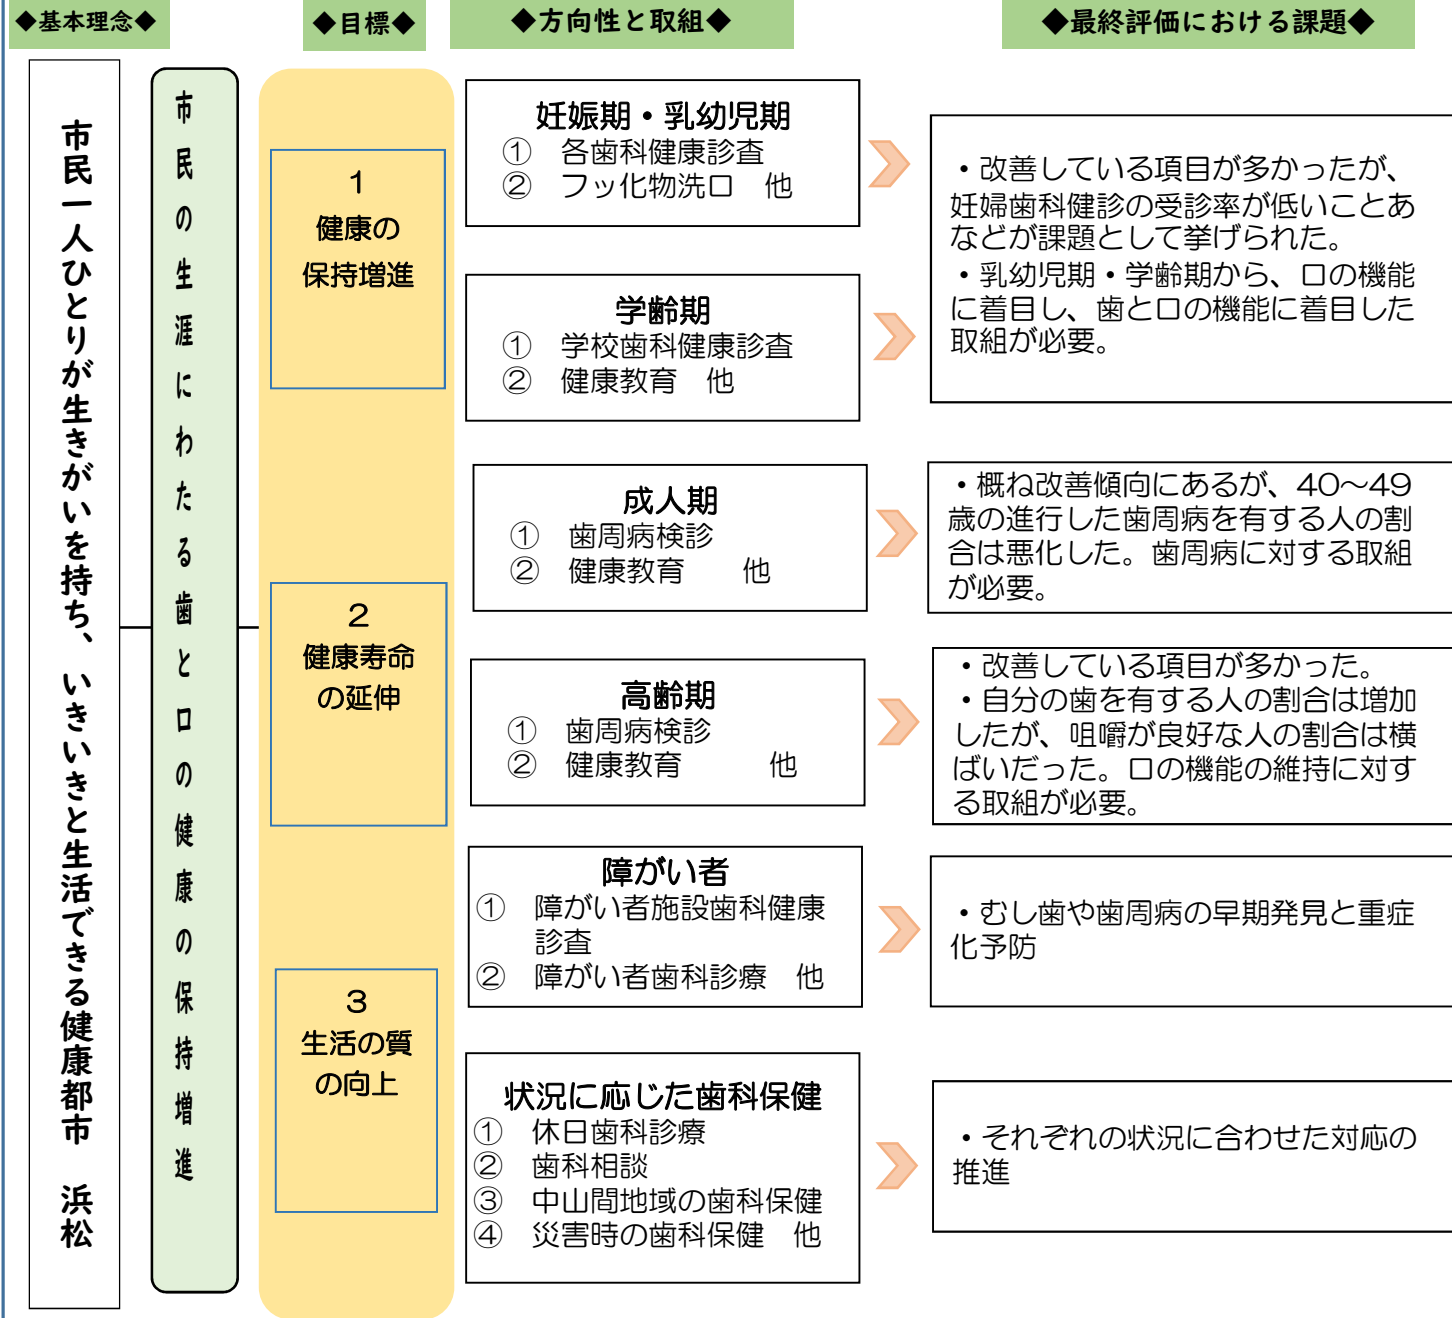 ◆基本理念◆
◆目標◆
◆方向性と取組◆
◆最終評価における課題◆
市民一人ひとりが生きがいを持ち、いきいきと生活できる健康都市　浜松
市民の生涯にわたる歯と口の健康の保持増進
1
健康の
保持増進
2
健康寿命
の延伸
3
生活の質
の向上
妊娠期・乳幼児期
①　各歯科健康診査
②　フッ化物洗口　他
学齢期
①　学校歯科健康診査
②　健康教育　他
・改善している項目が多かったが、
妊婦歯科健診の受診率が低いことあ
などが課題として挙げられた。
・乳幼児期・学齢期から、口の機能
に着目し、歯と口の機能に着目した
取組が必要。
成人期
①　歯周病検診
②　健康教育　　他
・概ね改善傾向にあるが、40～49
歳の進行した歯周病を有する人の割
合は悪化した。歯周病に対する取組
が必要。
高齢期
①　歯周病検診
②　健康教育　　　他
・改善している項目が多かった。
・自分の歯を有する人の割合は増加
したが、咀嚼が良好な人の割合は横
ばいだった。口の機能の維持に対す
る取組が必要。
障がい者
①　障がい者施設歯科健康
診査
②　障がい者歯科診療　他
・むし歯や歯周病の早期発見と重症
化予防
状況に応じた歯科保健
①　休日歯科診療
②　歯科相談
③　中山間地域の歯科保健
④　災害時の歯科保健　他
・それぞれの状況に合わせた対応の
推進